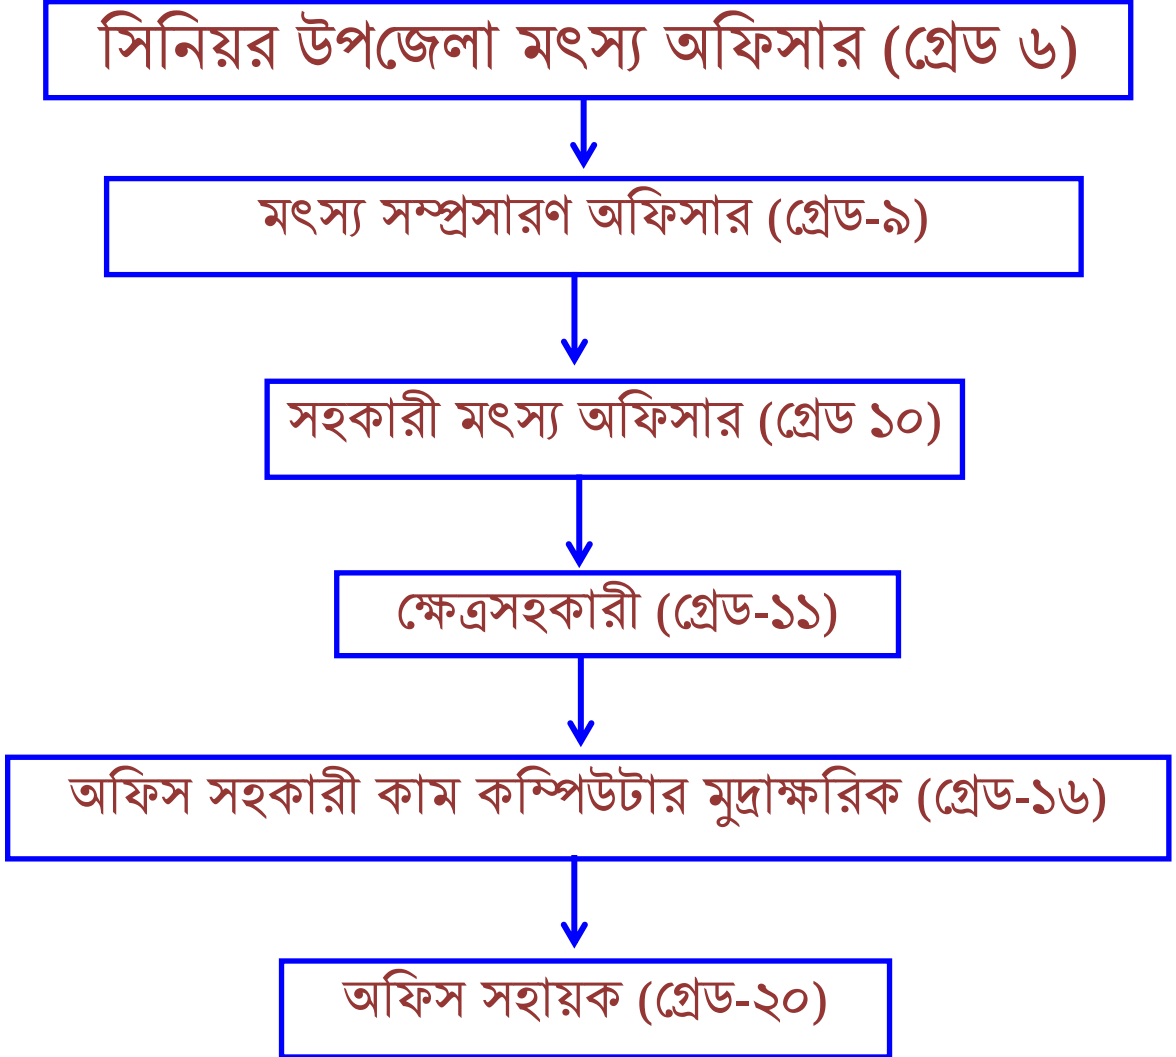 সিনিয়র উপজেলা মৎস্য অফিসার (গ্রেড ৬)
মৎস্য সম্প্রসারণ অফিসার (গ্রেড-৯)
সহকারী মৎস্য অফিসার (গ্রেড ১০)
ক্ষেত্রসহকারী (গ্রেড-১১)
অফিস সহকারী কাম কম্পিউটার মুদ্রাক্ষরিক (গ্রেড-১৬)
অফিস সহায়ক (গ্রেড-২০)